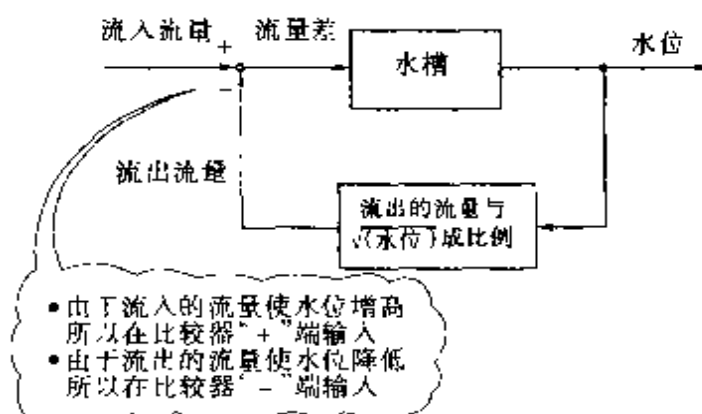 流入流量
+
流量差
水槽
水位
−
流出流量
流出的流量与
√(水位)成比例
•由于流入的流量使水位增高
所以在比较器“+”端输入
•由于流出的流量使水位降低
所以在比较器“−”端输入